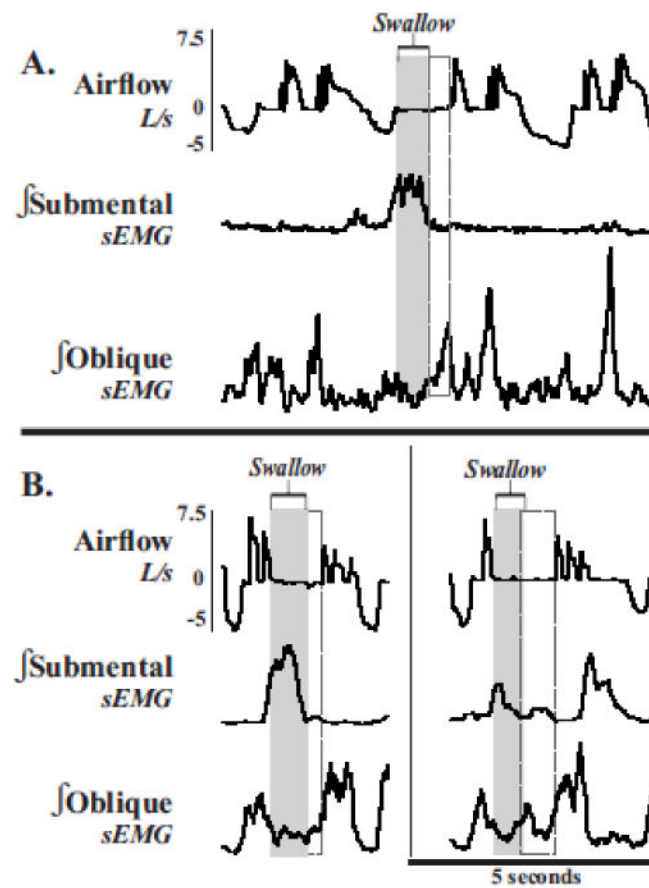 Swallow
A.
7.5
Airflow
0
L/s
-5
∫Submental
sEMG
∫Oblique
sEMG
B.
Swallow
Swallow
7.5
Airflow
0
L/s
-5
∫Submental
sEMG
∫Oblique
sEMG
5 seconds